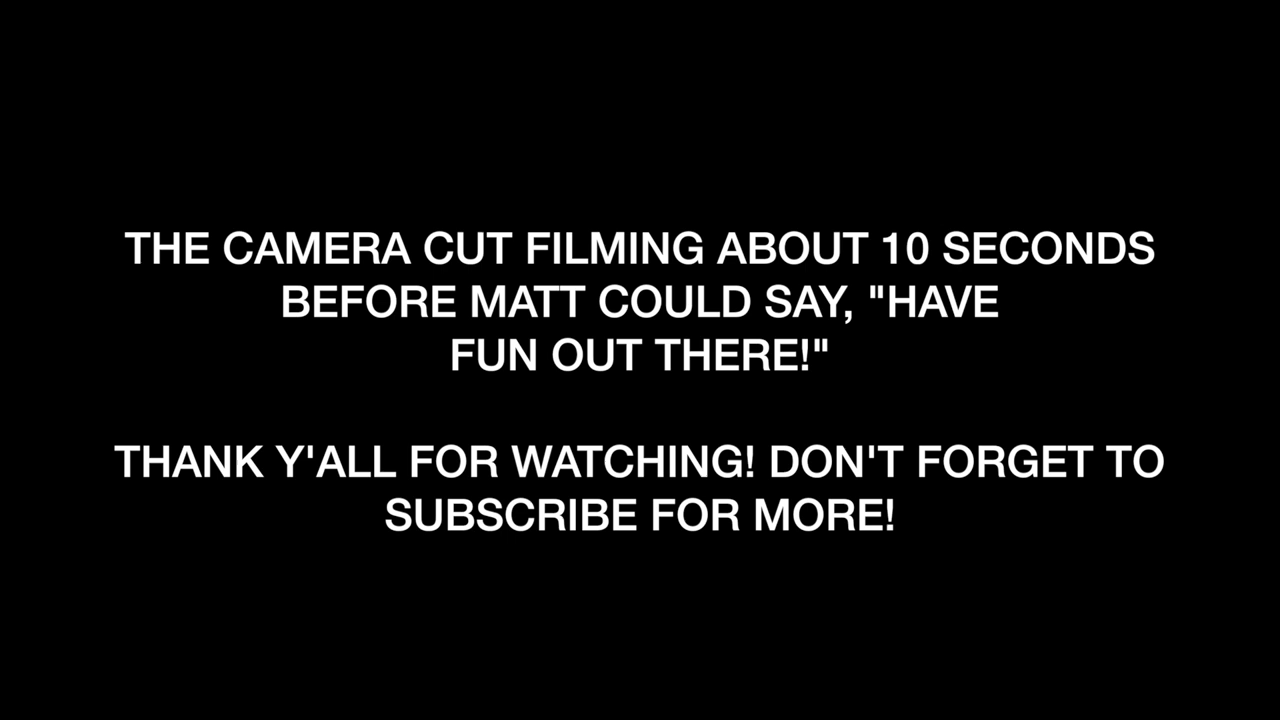 THE CAMERA CUT FILMING ABOUT 10 SECONDS
BEFORE MATT COULD SAY, "HAVE
FUN OUT THERE!"
THANK Y'ALL FOR WATCHING! DON'T FORGET TO
SUBSCRIBE FOR MORE!